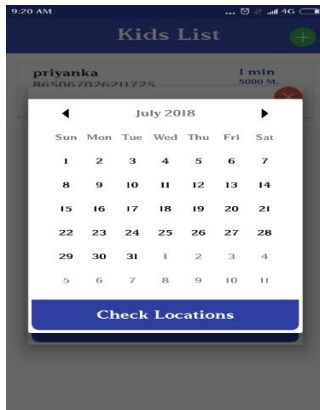 9:20 AM ... 4G
Kids List
priyanka 1 min
865067026211725 5000 M.
July 2018
Sun Mon Tue Wed Thu Fri Sat
1 2 3 4 5 6 7
8 9 10 11 12 13 14
15 16 17 18 19 20 21
22 23 24 25 26 27 28
29 30 31 1 2 3 4
5 6 7 8 9 10 11
Check Locations